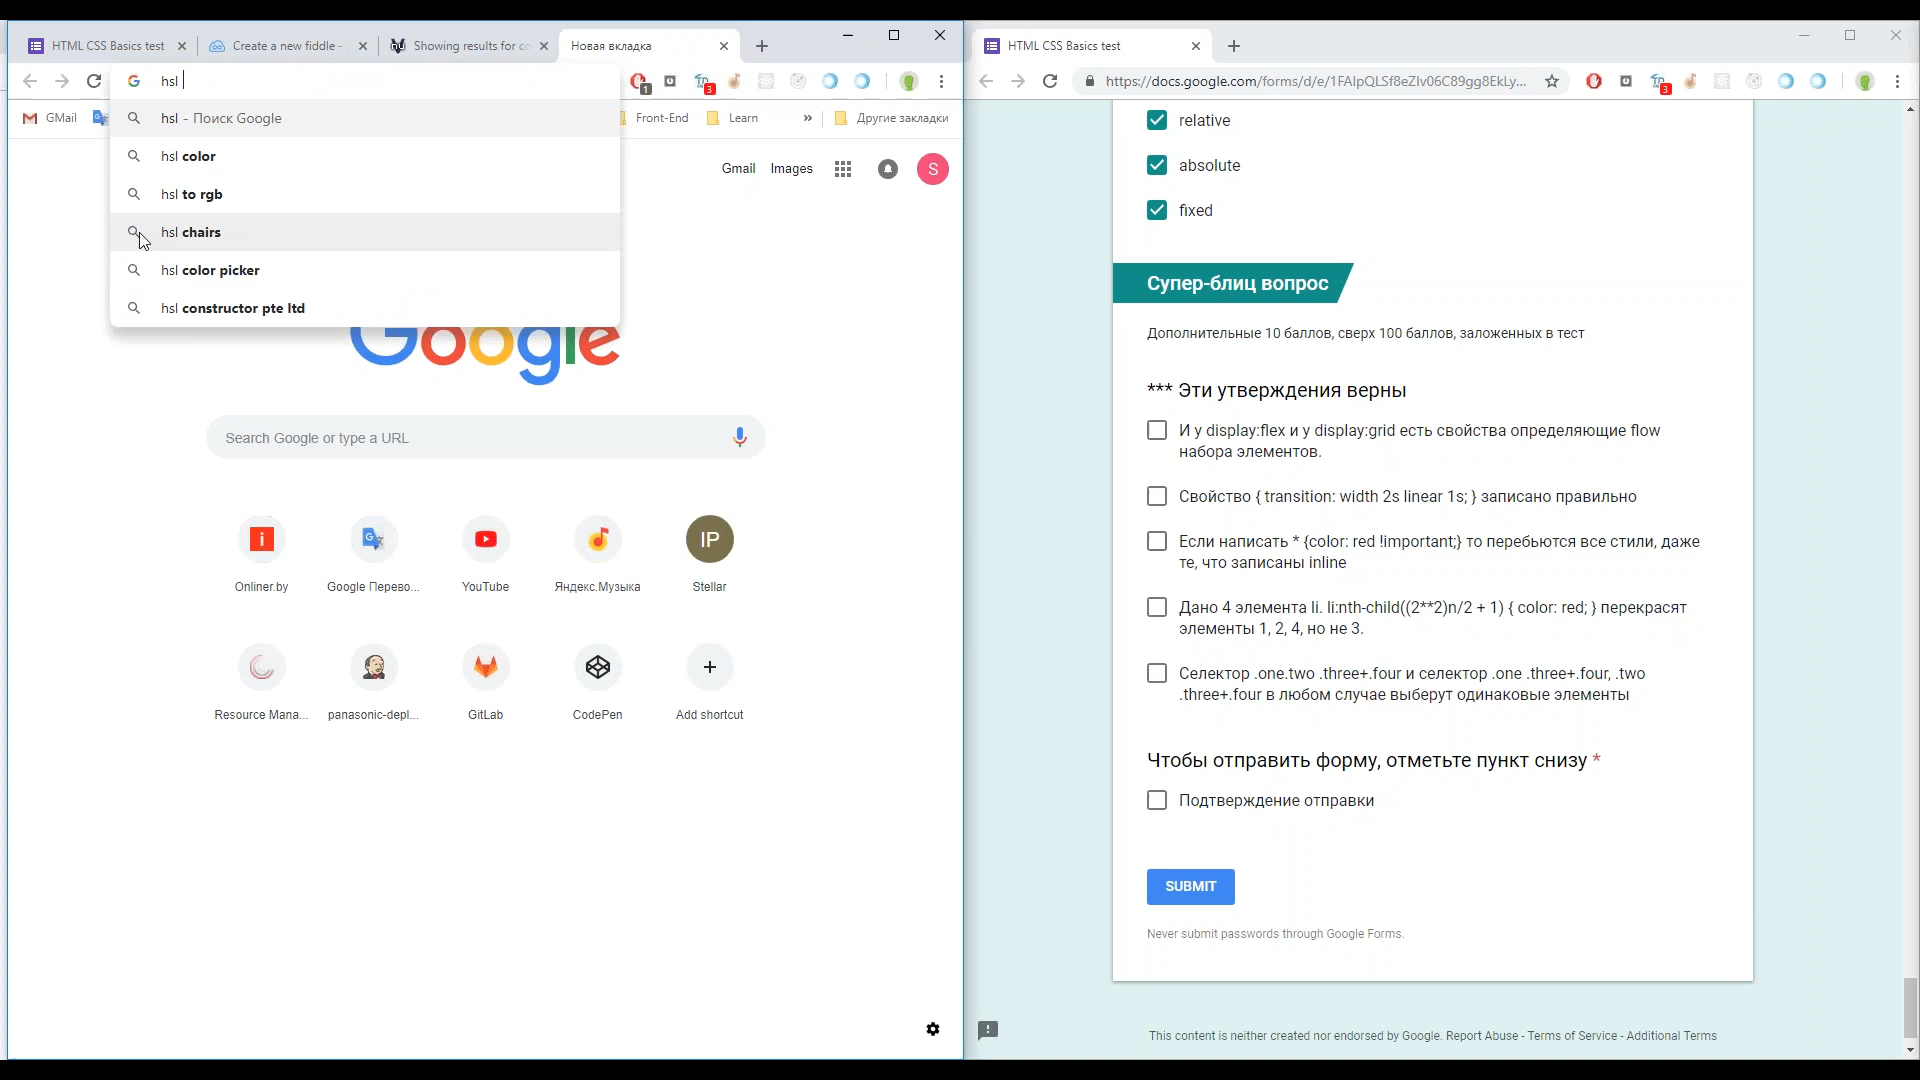 HTML CSS Basics test
Create a new fiddle -
Showing results for co
Новая вкладка
hsl
1
3
GMail
Front-End
Learn
»
Другие закладки
hsl - Поиск Google
hsl color
hsl to rgb
hsl chairs
hsl color picker
hsl constructor pte ltd
Gmail
Images
S
Google
Search Google or type a URL
Onliner.by
Google Перево...
YouTube
Яндекс.Музыка
IP
Stellar
Resource Mana...
panasonic-depl...
GitLab
CodePen
Add shortcut
HTML CSS Basics test
https://docs.google.com/forms/d/e/1FAIpQLSf8eZlv06C89gg8EkLy...
3
relative
absolute
fixed
Супер-блиц вопрос
Дополнительные 10 баллов, сверх 100 баллов, заложенных в тест
*** Эти утверждения верны
И у display:flex и у display:grid есть свойства определяющие flow
набора элементов.
Свойство { transition: width 2s linear 1s; } записано правильно
Если написать * {color: red !important;} то перебьются все стили, даже
те, что записаны inline
Дано 4 элемента li. li:nth-child((2**2)n/2 + 1) { color: red; } перекрасят
элементы 1, 2, 4, но не 3.
Селектор .one.two .three+.four и селектор .one .three+.four, .two
.three+.four в любом случае выберут одинаковые элементы
Чтобы отправить форму, отметьте пункт снизу *
Подтверждение отправки
SUBMIT
Never submit passwords through Google Forms.
This content is neither created nor endorsed by Google. Report Abuse - Terms of Service - Additional Terms